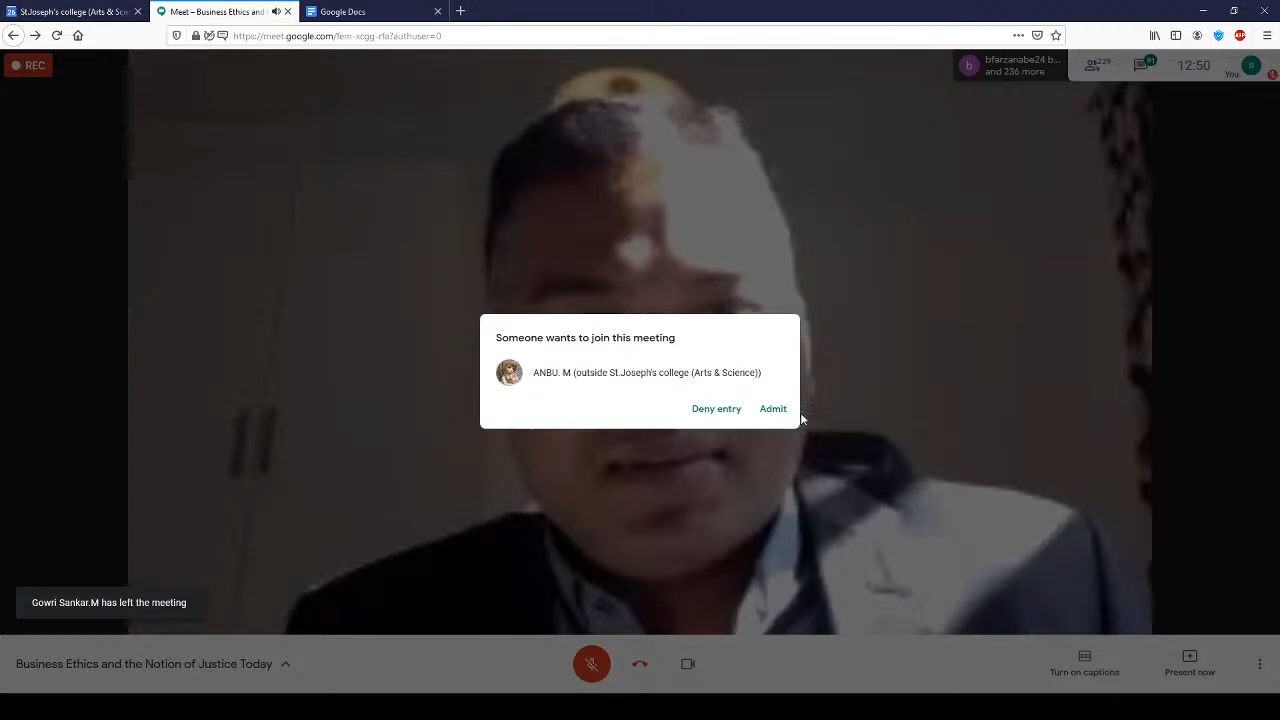 St.Joseph's college (Arts & Sci
Meet – Business Ethics and
Google Docs
https://meet.google.com/fem-xcgg-rfa?authuser=0
REC
bfarzanabe24 b...
and 236 more
239
91
12:50
You
S
Someone wants to join this meeting
ANBU. M (outside St.Joseph's college (Arts & Science))
Deny entry
Admit
Gowri Sankar.M has left the meeting
Business Ethics and the Notion of Justice Today
Turn on captions
Present now